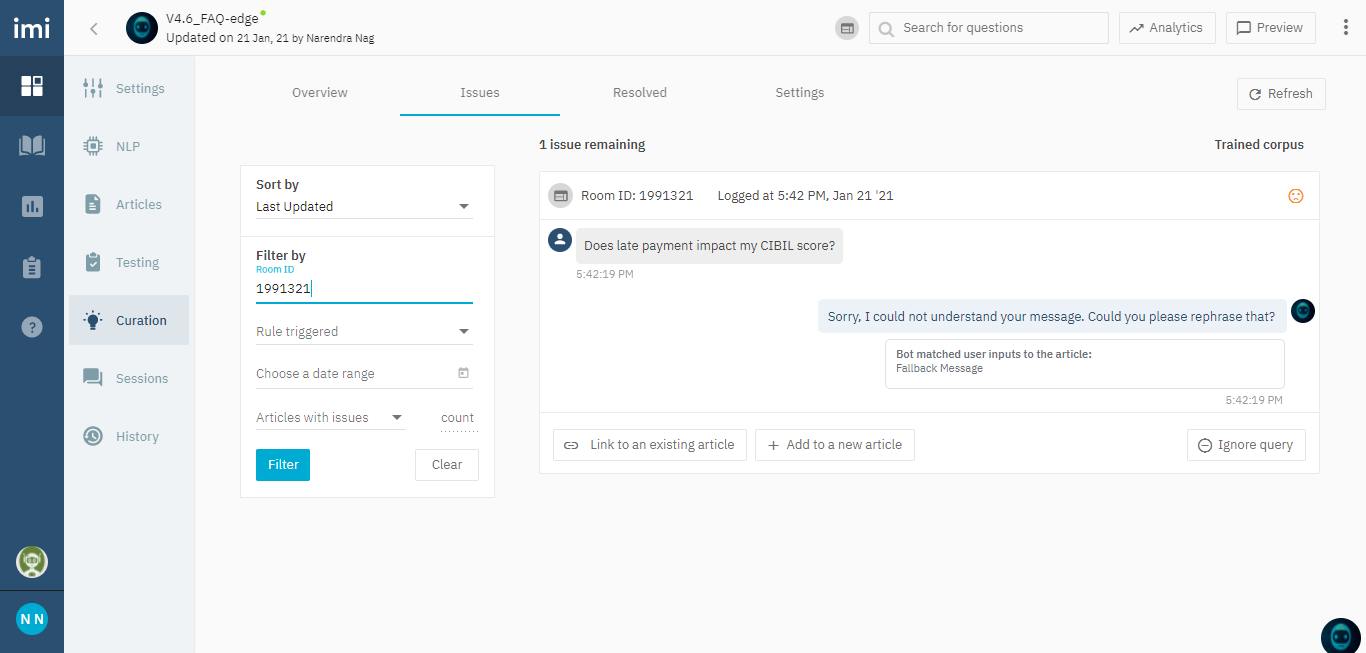 imi
V4.6_FAQ-edge
Updated on 21 Jan, 21 by Narendra Nag
Search for questions
Analytics
Preview
Settings
NLP
Articles
Testing
Curation
Sessions
History
N N
Overview
Issues
Resolved
Settings
Refresh
1 issue remaining
Trained corpus
Sort by
Last Updated
Filter by
Room ID
1991321
Rule triggered
Choose a date range
Articles with issues
count
Filter
Clear
Room ID: 1991321
Logged at 5:42 PM, Jan 21 '21
Does late payment impact my CIBIL score?
5:42:19 PM
Sorry, I could not understand your message. Could you please rephrase that?
Bot matched user inputs to the article:
Fallback Message
5:42:19 PM
Link to an existing article
Add to a new article
Ignore query